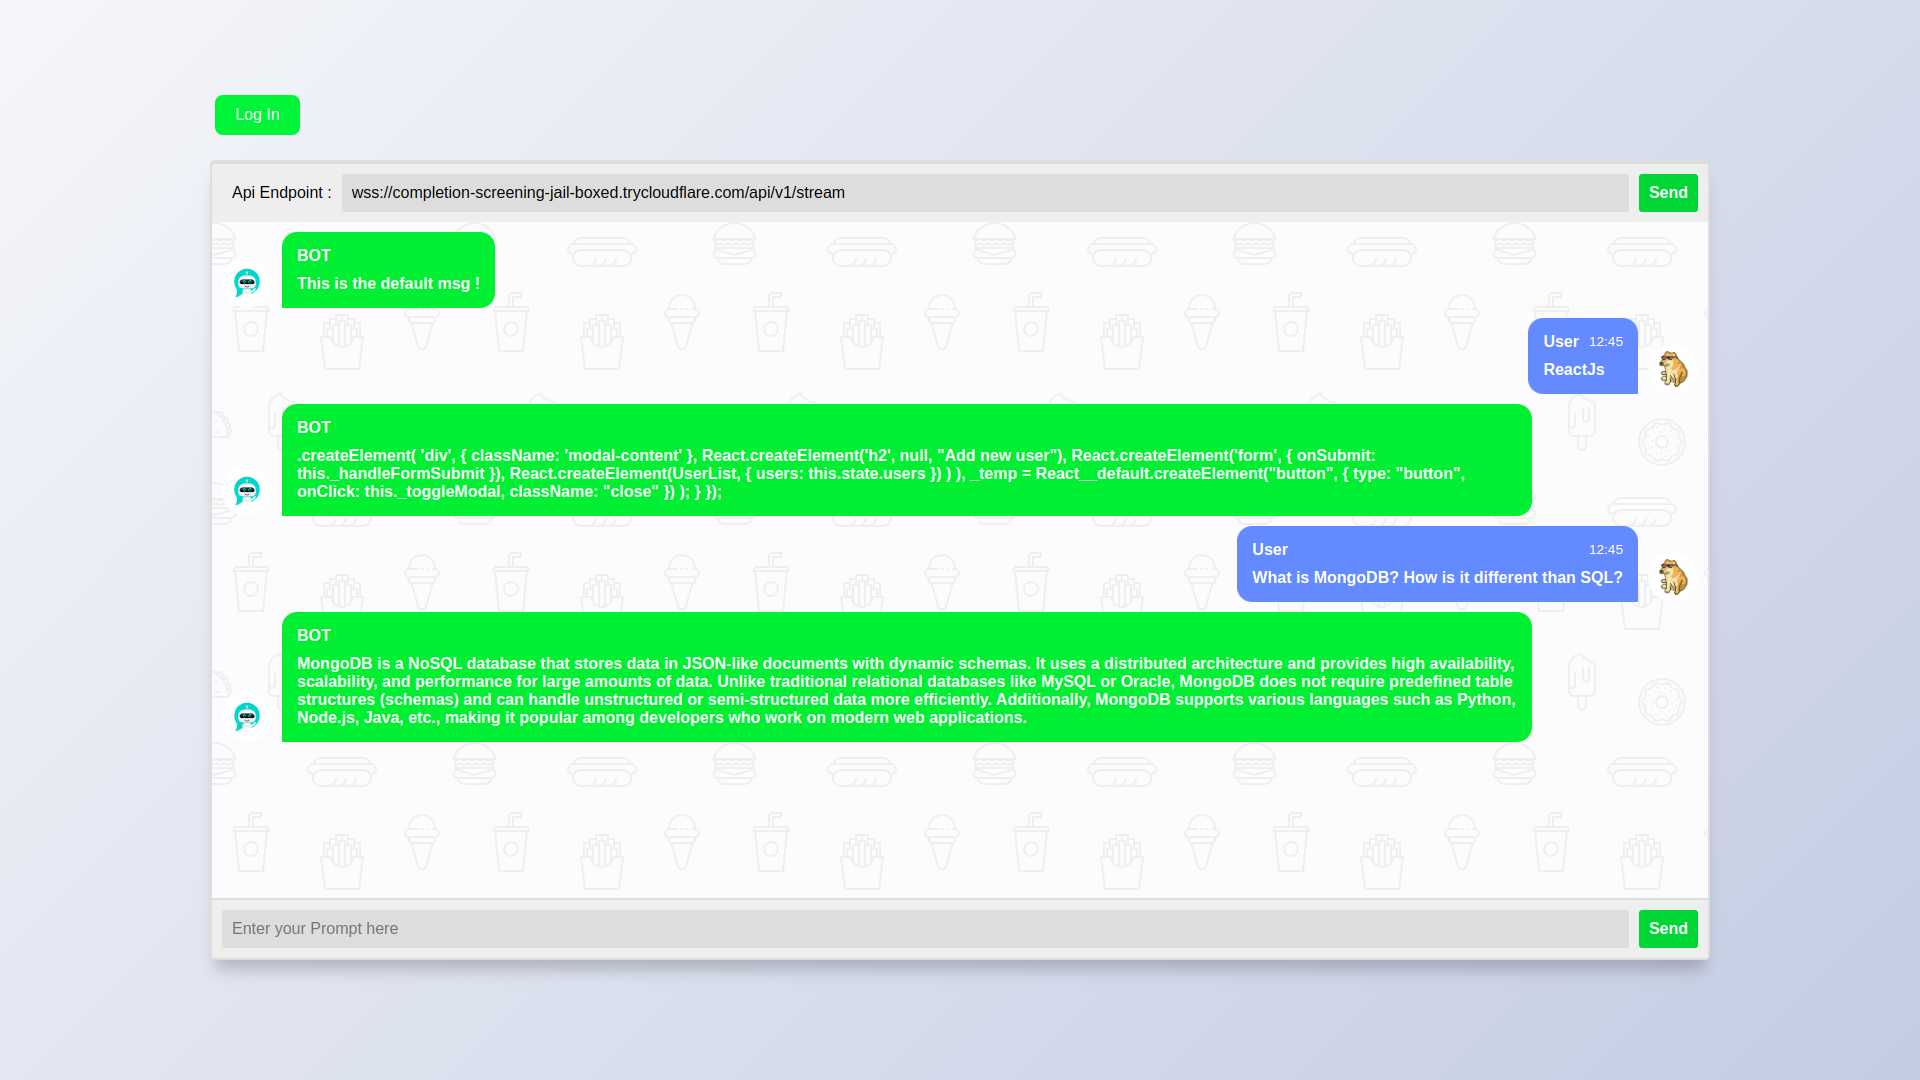 Log In
Api Endpoint :
wss://completion-screening-jail-boxed.trycloudflare.com/api/v1/stream
Send
BOT
This is the default msg !
User 12:45
ReactJs
BOT
.createElement( 'div', { className: 'modal-content' }, React.createElement('h2', null, "Add new user"), React.createElement('form', { onSubmit:
this._handleFormSubmit }), React.createElement(UserList, { users: this.state.users }) ) ), _temp = React__default.createElement("button", { type: "button",
onClick: this._toggleModal, className: "close" }) ); } });
User 12:45
What is MongoDB? How is it different than SQL?
BOT
MongoDB is a NoSQL database that stores data in JSON-like documents with dynamic schemas. It uses a distributed architecture and provides high availability,
scalability, and performance for large amounts of data. Unlike traditional relational databases like MySQL or Oracle, MongoDB does not require predefined table
structures (schemas) and can handle unstructured or semi-structured data more efficiently. Additionally, MongoDB supports various languages such as Python,
Node.js, Java, etc., making it popular among developers who work on modern web applications.
Enter your Prompt here
Send